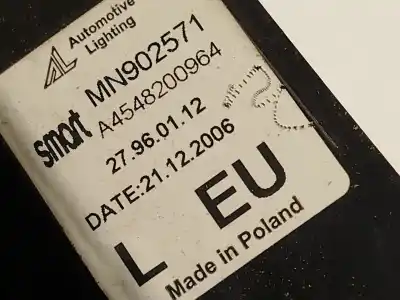 Automotive
Lighting
smart MN902571
A4548200964
27.96.01.12
DATE:21.12.2006
L EU
Made in Poland